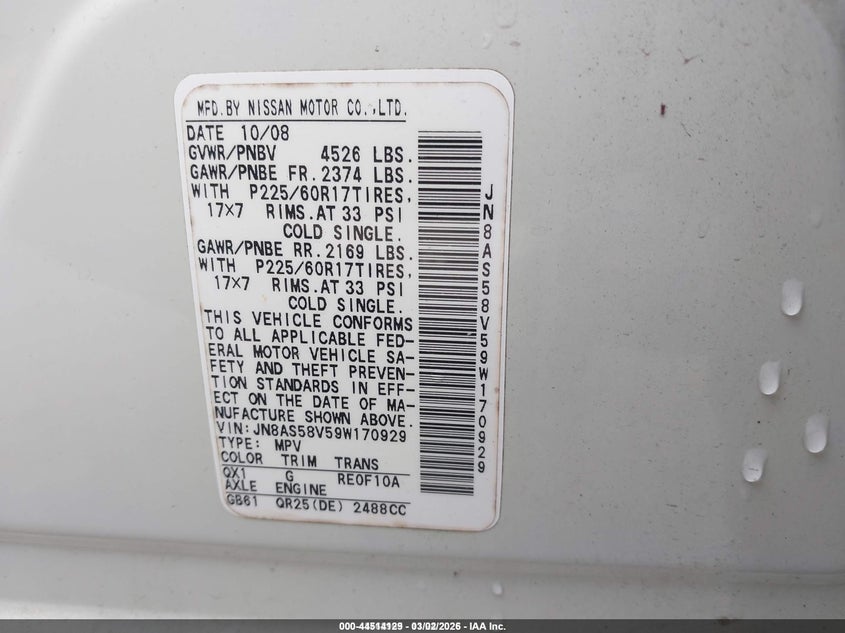 MFD.BY NISSAN MOTOR CO.,LTD.
DATE 10/08
GVWR/PNBV 4526 LBS.
GAWR/PNBE FR.2374 LBS.
WITH P225/60R17TIRES,
17×7 RIMS.AT 33 PSI
COLD SINGLE.
GAWR/PNBE RR.2169 LBS.
WITH P225/60R17TIRES,
17×7 RIMS.AT 33 PSI
COLD SINGLE.
THIS VEHICLE CONFORMS
TO ALL APPLICABLE FED-
ERAL MOTOR VEHICLE SA-
FETY AND THEFT PREVEN-
TION STANDARDS IN EFF-
ECT ON THE DATE OF MA-
NUFACTURE SHOWN ABOVE.
VIN:JN8AS58V59W170929
TYPE: MPV
COLOR TRIM TRANS
QX1 G RE0F10A
AXLE ENGINE
GB61 QR25(DE) 2488CC
JN8AS58V59W170929
000-44514129 - 03/02/2026 - IAA Inc.